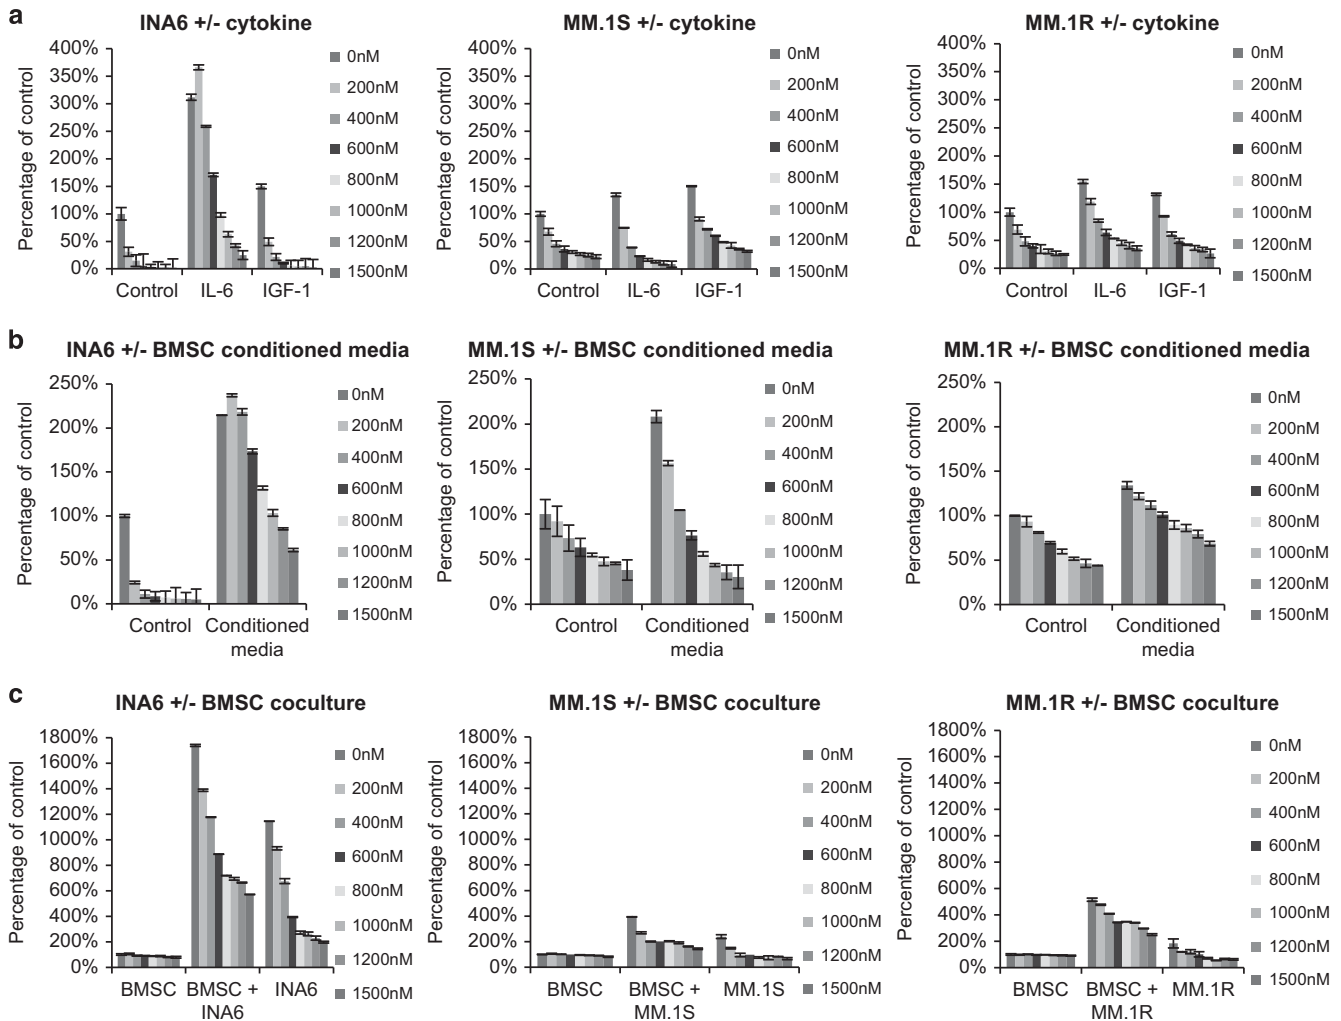 a
INA6 +/- cytokine
Percentage of control
400%
350%
300%
250%
200%
150%
100%
50%
0%
Control
IL-6
IGF-1
0nM
200nM
400nM
600nM
800nM
1000nM
1200nM
1500nM
MM.1S +/- cytokine
Percentage of control
400%
350%
300%
250%
200%
150%
100%
50%
0%
Control
IL-6
IGF-1
0nM
200nM
400nM
600nM
800nM
1000nM
1200nM
1500nM
MM.1R +/- cytokine
Percentage of control
400%
350%
300%
250%
200%
150%
100%
50%
0%
Control
IL-6
IGF-1
0nM
200nM
400nM
600nM
800nM
1000nM
1200nM
1500nM
b
INA6 +/- BMSC conditioned media
Percentage of control
250%
200%
150%
100%
50%
0%
Control
Conditioned
media
0nM
200nM
400nM
600nM
800nM
1000nM
1200nM
1500nM
MM.1S +/- BMSC conditioned media
Percentage of control
250%
200%
150%
100%
50%
0%
Control
Conditioned
media
0nM
200nM
400nM
600nM
800nM
1000nM
1200nM
1500nM
MM.1R +/- BMSC conditioned media
Percentage of control
250%
200%
150%
100%
50%
0%
Control
Conditioned
media
0nM
200nM
400nM
600nM
800nM
1000nM
1200nM
1500nM
c
INA6 +/- BMSC coculture
Percentage of control
1800%
1600%
1400%
1200%
1000%
800%
600%
400%
200%
0%
BMSC
BMSC +
INA6
INA6
0nM
200nM
400nM
600nM
800nM
1000nM
1200nM
1500nM
MM.1S +/- BMSC coculture
Percentage of control
1800%
1600%
1400%
1200%
1000%
800%
600%
400%
200%
0%
BMSC
BMSC +
MM.1S
MM.1S
0nM
200nM
400nM
600nM
800nM
1000nM
1200nM
1500nM
MM.1R +/- BMSC coculture
Percentage of control
1800%
1600%
1400%
1200%
1000%
800%
600%
400%
200%
0%
BMSC
BMSC +
MM.1R
MM.1R
0nM
200nM
400nM
600nM
800nM
1000nM
1200nM
1500nM